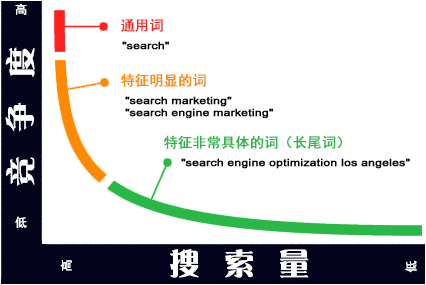 高
竞争度
低
通用词
"search"
特征明显的词
"search marketing"
"search engine marketing"
特征非常具体的词（长尾词）
"search engine optimization los angeles"
高
搜索量
低